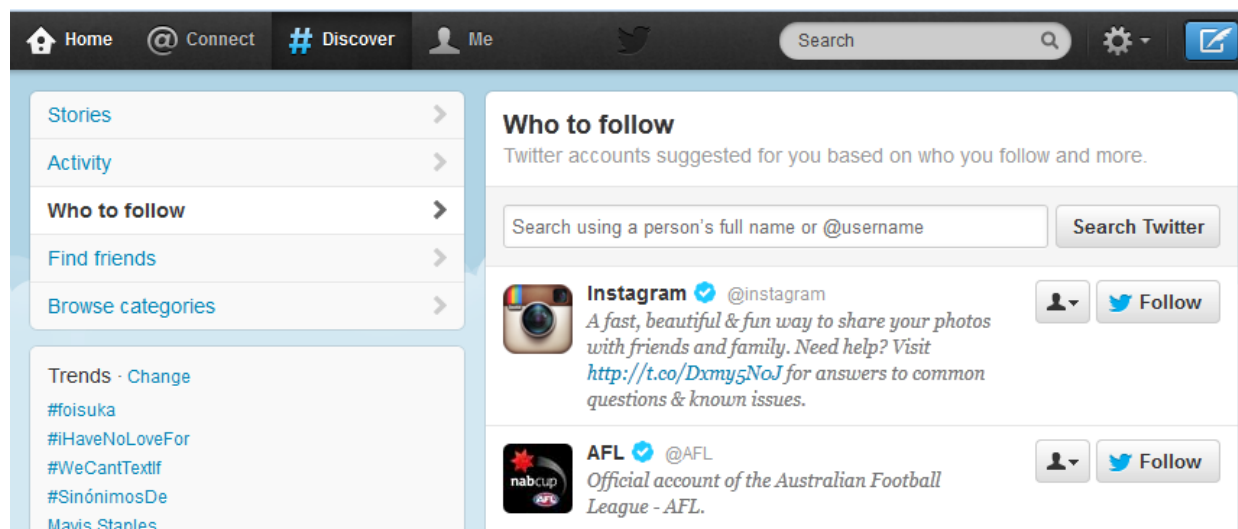 Home
Connect
Discover
Me
Search
Stories
Activity
Who to follow
Find friends
Browse categories
Trends · Change
#foisuka
#iHaveNoLoveFor
#WeCantTextIf
#SinónimosDe
Mavis Staples
Who to follow
Twitter accounts suggested for you based on who you follow and more.
Search using a person's full name or @username
Search Twitter
Instagram @instagram
A fast, beautiful & fun way to share your photos
with friends and family. Need help? Visit
http://t.co/Dxmy5NoJ for answers to common
questions & known issues.
Follow
nabcup
AFL
AFL @AFL
Official account of the Australian Football
League - AFL.
Follow